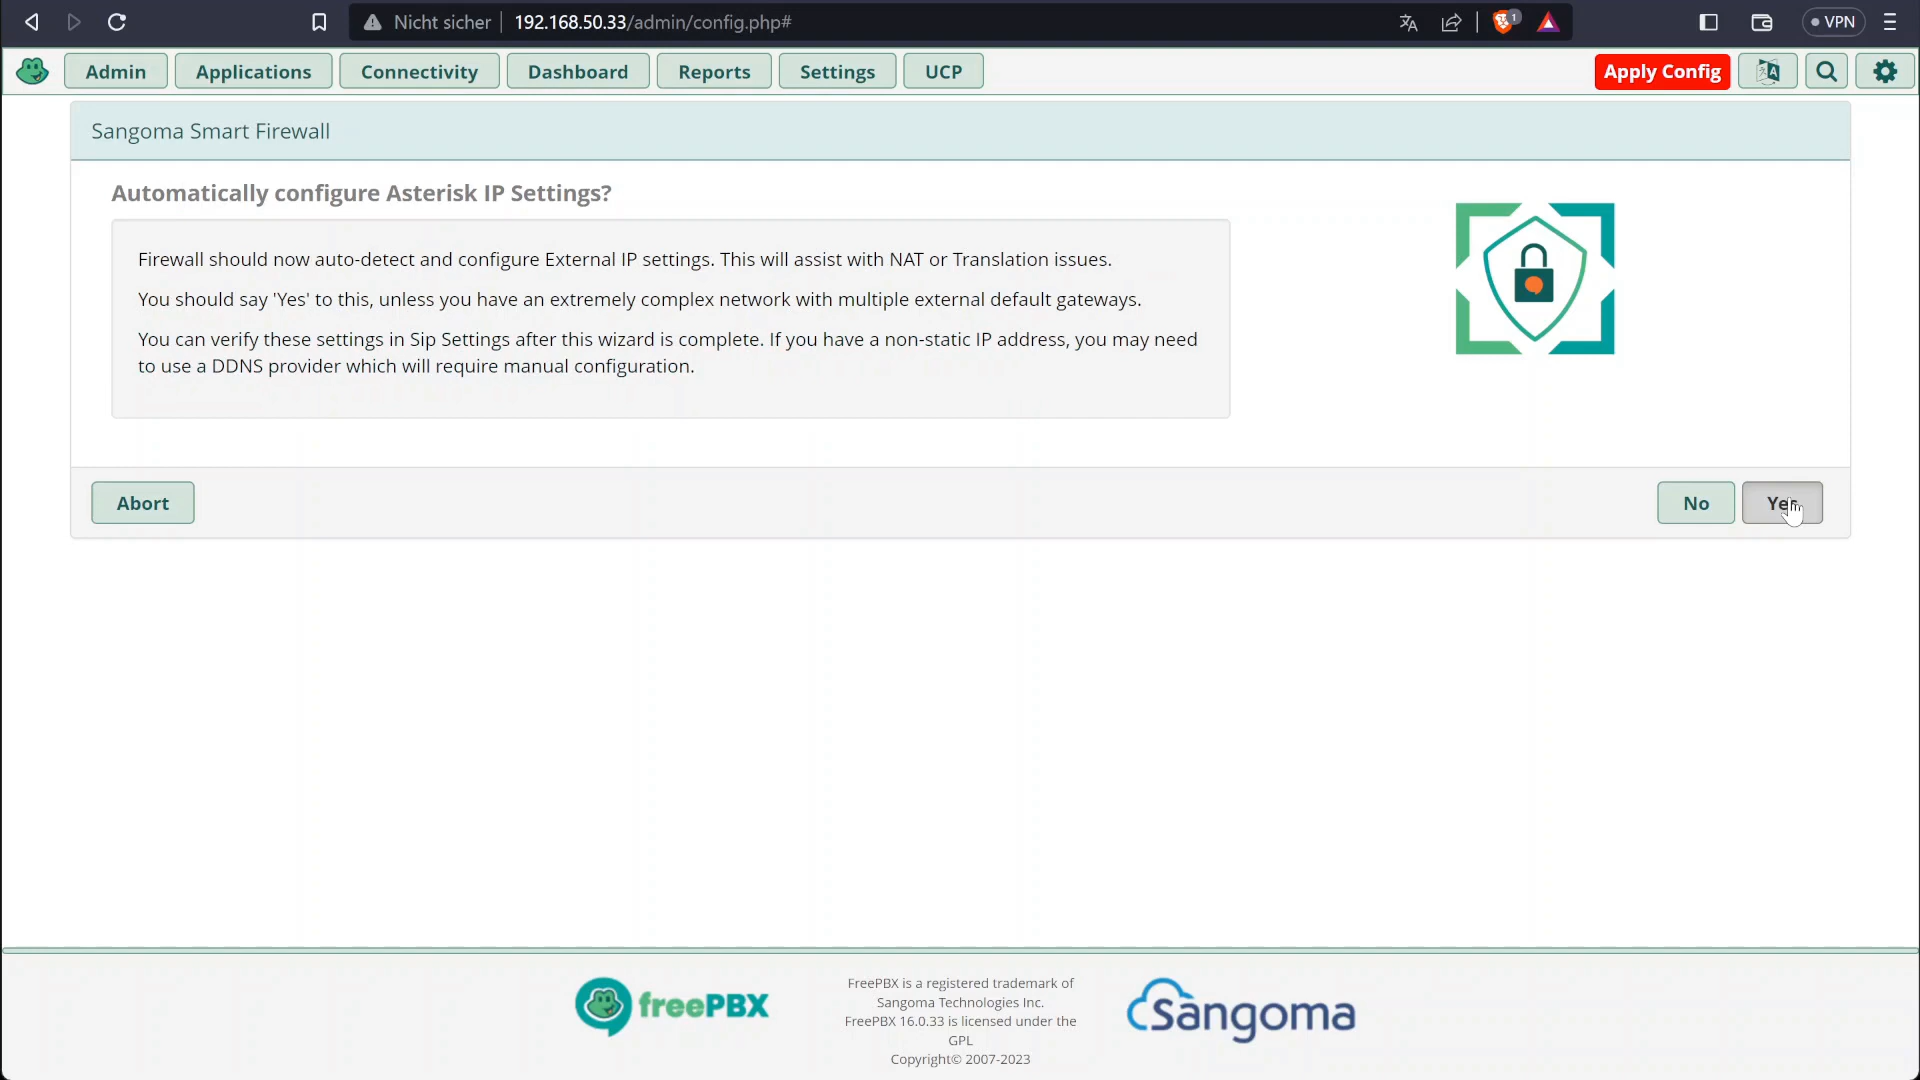 Nicht sicher 192.168.50.33/admin/config.php# 1 VPN
Admin Applications Connectivity Dashboard Reports Settings UCP Apply Config
Sangoma Smart Firewall
Automatically configure Asterisk IP Settings?
Firewall should now auto-detect and configure External IP settings. This will assist with NAT or Translation issues.
You should say 'Yes' to this, unless you have an extremely complex network with multiple external default gateways.
You can verify these settings in Sip Settings after this wizard is complete. If you have a non-static IP address, you may need
to use a DDNS provider which will require manual configuration.
Abort No Yes
freePBX
FreePBX is a registered trademark of
Sangoma Technologies Inc.
FreePBX 16.0.33 is licensed under the
GPL
Copyright© 2007-2023
Sangoma